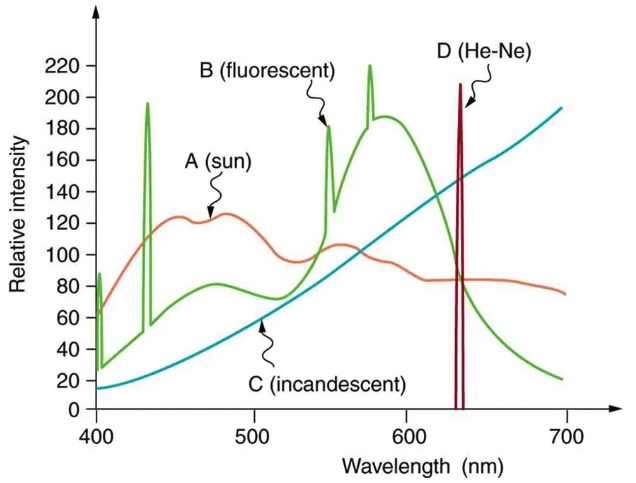 220
200
180
160
140
120
100
80
60
40
20
0
Relative intensity
A (sun)
B (fluorescent)
D (He-Ne)
C (incandescent)
400
500
600
700
Wavelength (nm)